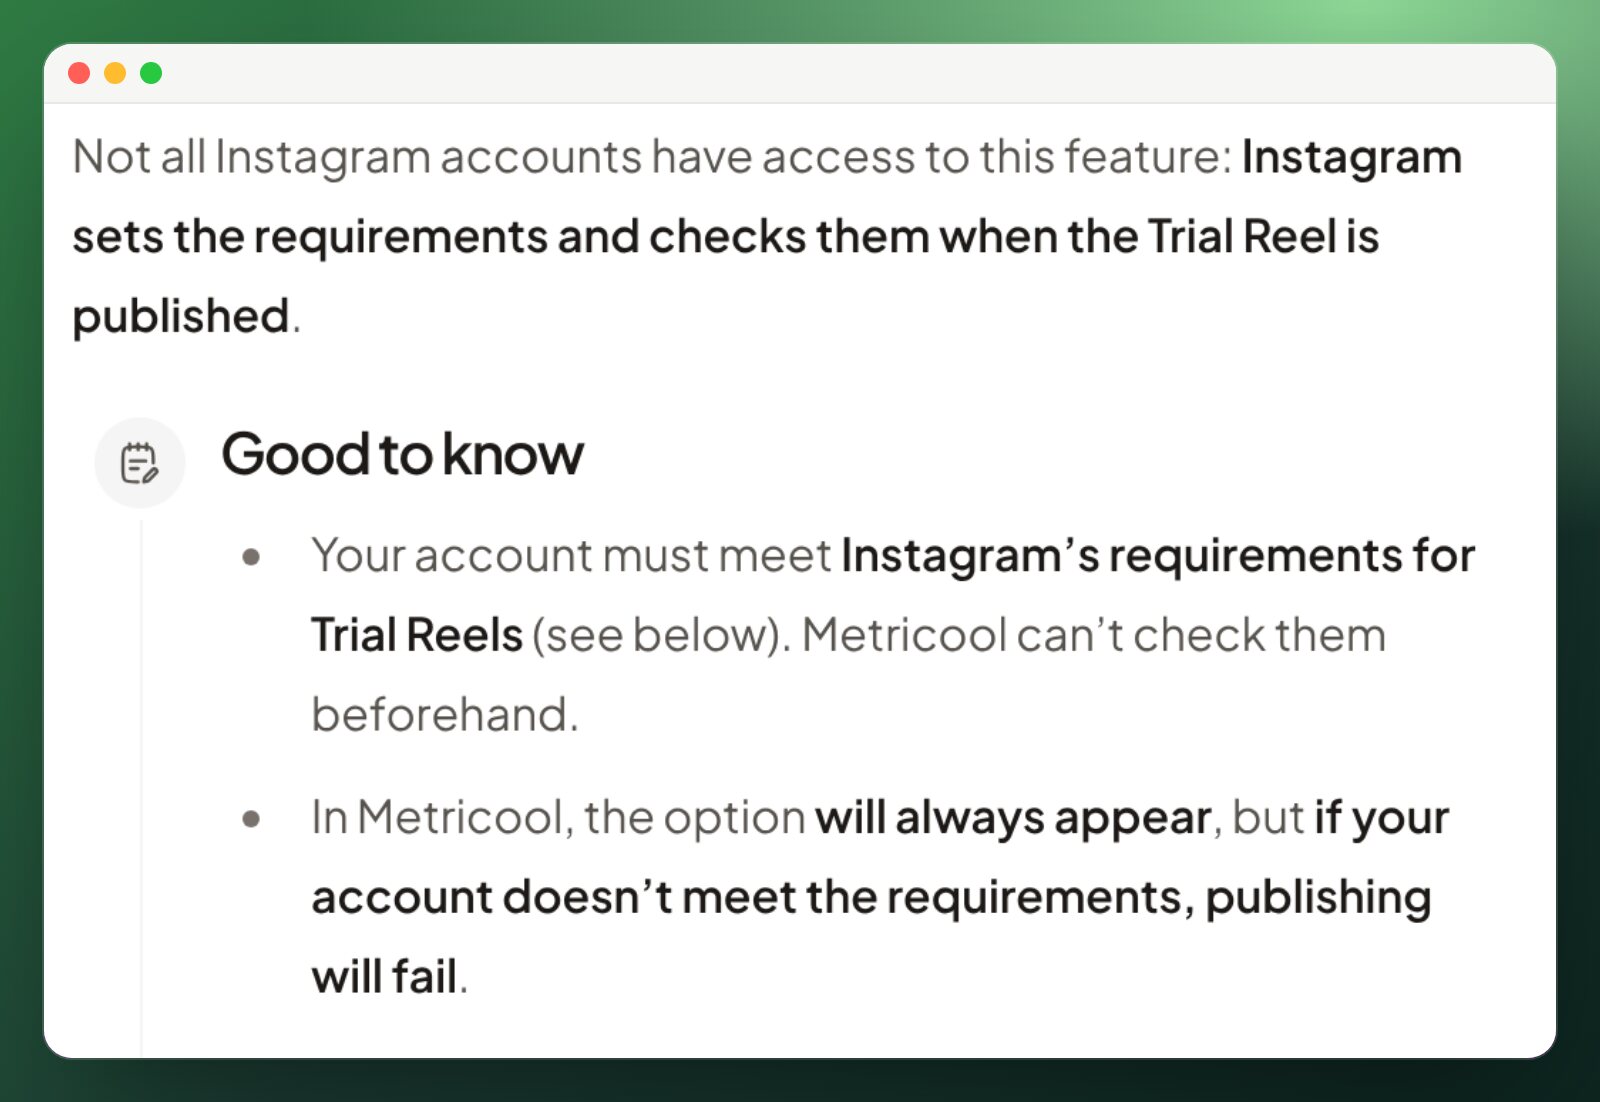 Not all Instagram accounts have access to this feature: Instagram
sets the requirements and checks them when the Trial Reel is
published.
Good to know
• Your account must meet Instagram’s requirements for
Trial Reels (see below). Metricool can’t check them
beforehand.
• In Metricool, the option will always appear, but if your
account doesn’t meet the requirements, publishing
will fail.